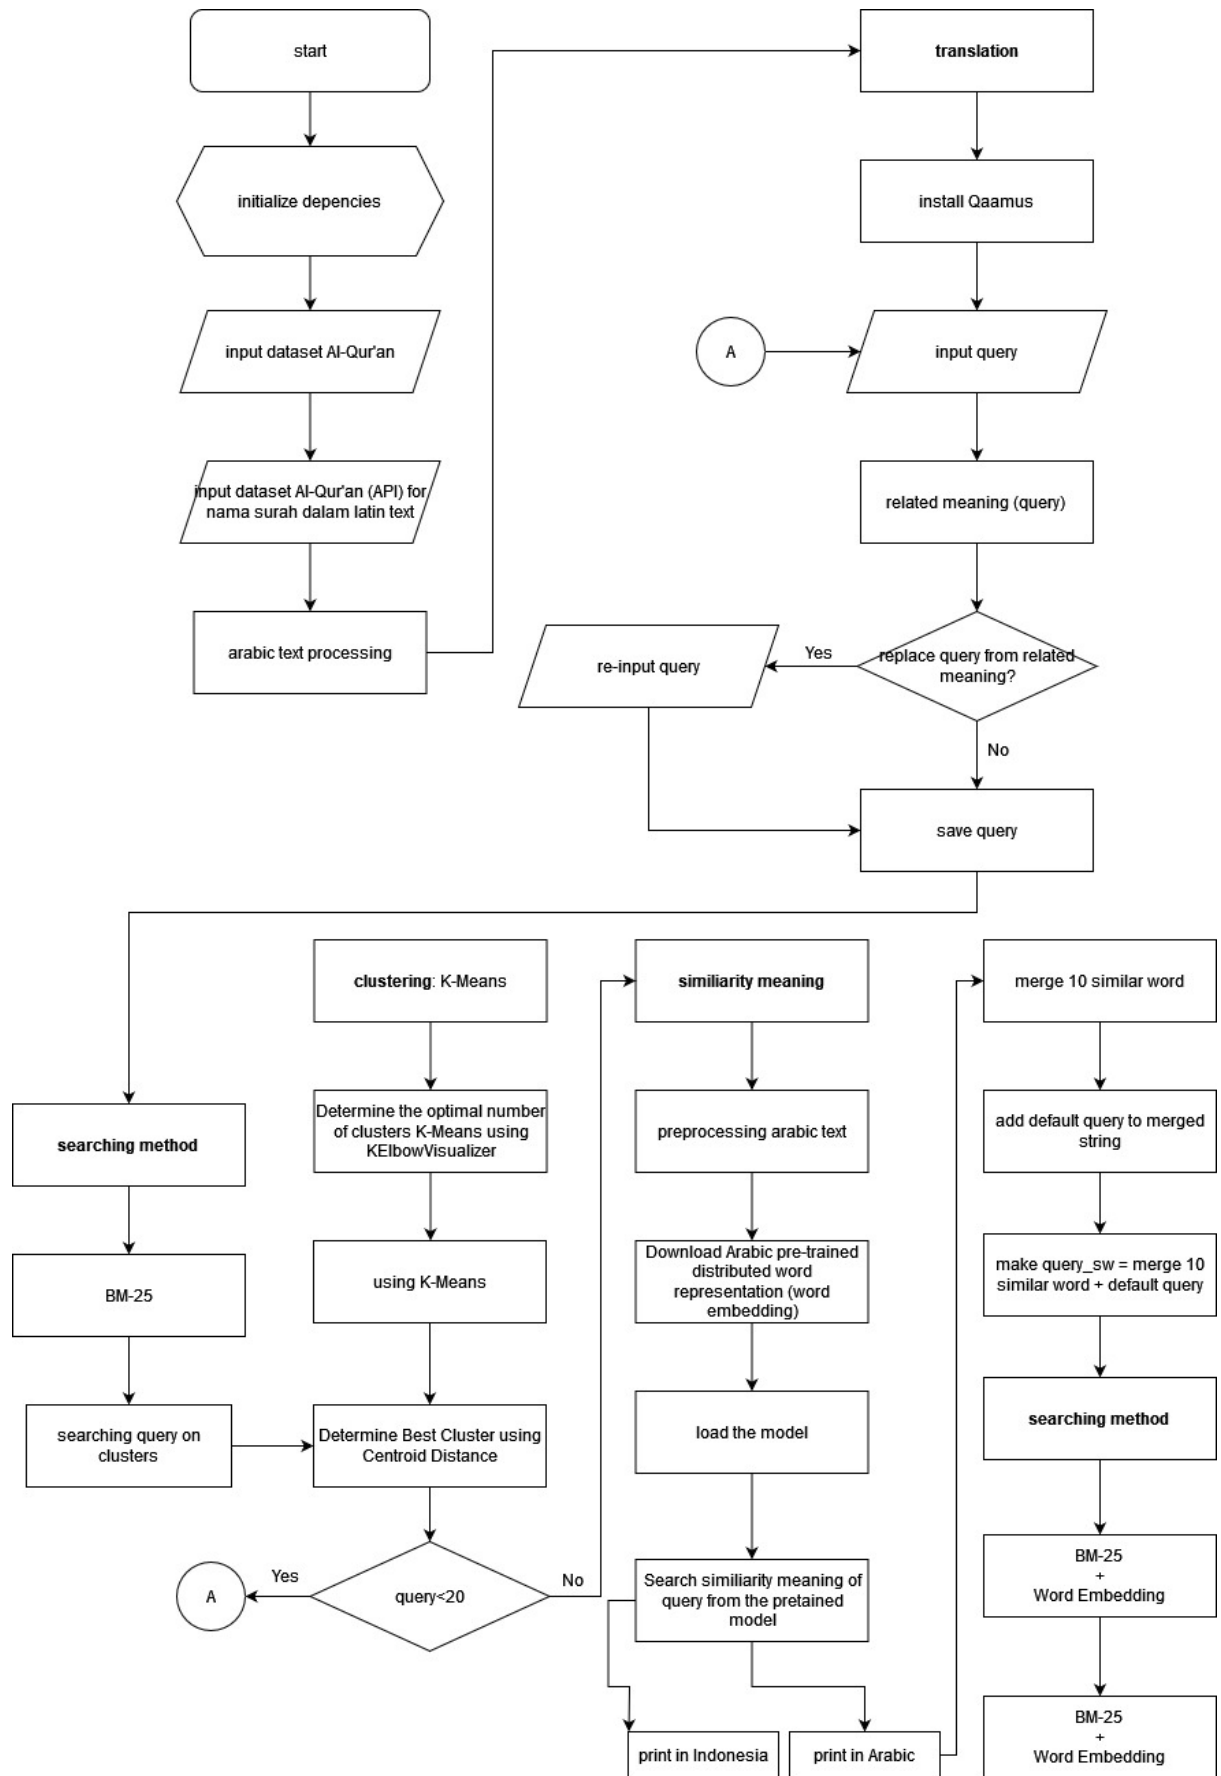 start
initialize depencies
input dataset Al-Qur'an
input dataset Al-Qur'an (API) for
nama surah dalam latin text
arabic text processing
translation
install Qaamus
A
input query
related meaning (query)
replace query from related
meaning?
Yes
re-input query
No
save query
searching method
BM-25
searching query on
clusters
clustering: K-Means
Determine the optimal number
of clusters K-Means using
KElbowVisualizer
using K-Means
Determine Best Cluster using
Centroid Distance
query<20
Yes
A
No
similiarity meaning
preprocessing arabic text
Download Arabic pre-trained
distributed word
representation (word
embedding)
load the model
Search similiarity meaning of
query from the pretained
model
print in Indonesia
print in Arabic
merge 10 similar word
add default query to merged
string
make query_sw = merge 10
similar word + default query
searching method
BM-25
+
Word Embedding
BM-25
+
Word Embedding